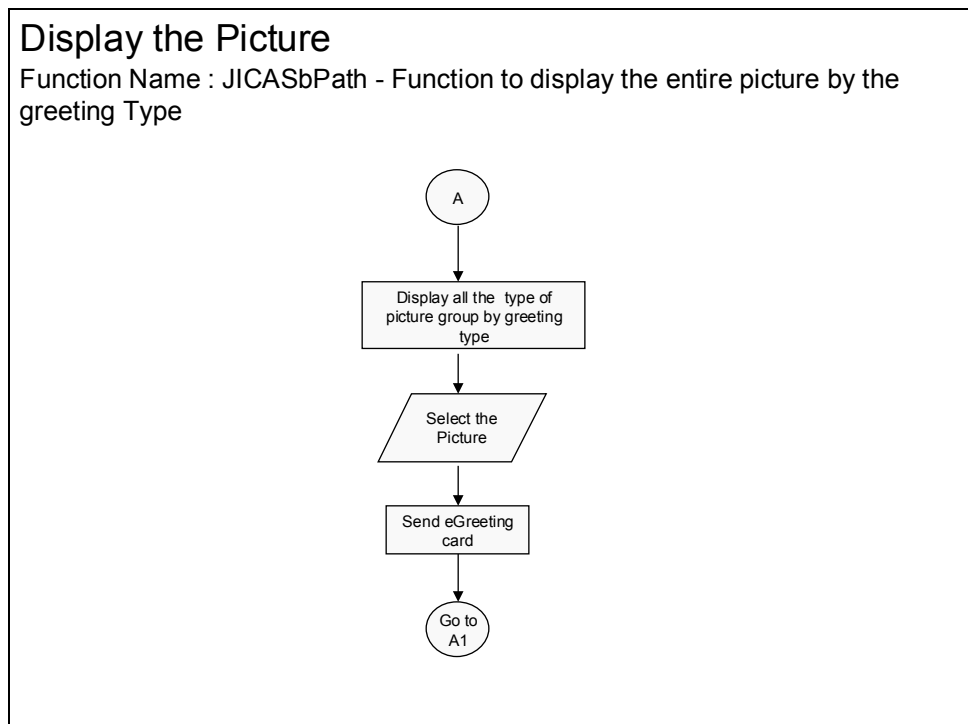 Display the Picture
Function Name : JICASbPath - Function to display the entire picture by the
greeting Type
A
Display all the type of
picture group by greeting
type
Select the
Picture
Send eGreeting
card
Go to
A1